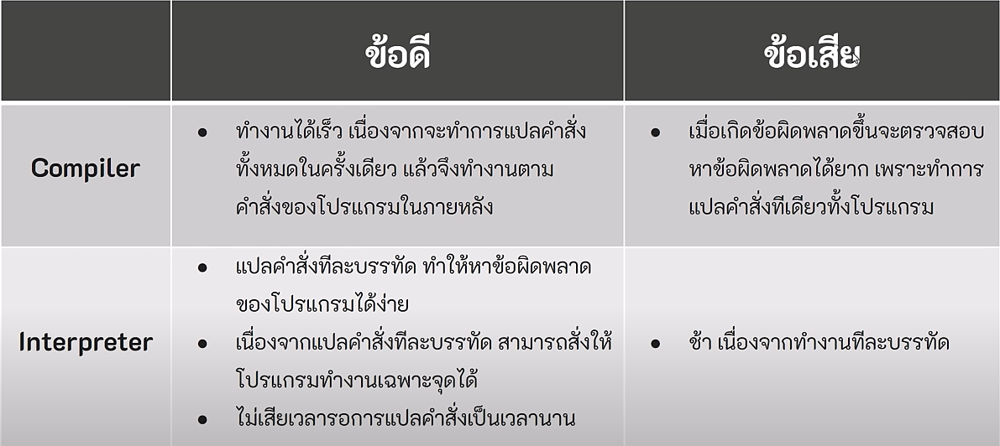 ข้อดี
ข้อเสีย
Compiler
● ทำงานได้เร็ว เนื่องจากจะทำการแปลคำสั่ง
ทั้งหมดในครั้งเดียว แล้วจึงทำงานตาม
คำสั่งของโปรแกรมในภายหลัง
● เมื่อเกิดข้อผิดพลาดขึ้นจะตรวจสอบ
หาข้อผิดพลาดได้ยาก เพราะทำการ
แปลคำสั่งทีเดียวทั้งโปรแกรม
Interpreter
● แปลคำสั่งทีละบรรทัด ทำให้หาข้อผิดพลาด
ของโปรแกรมได้ง่าย
● เนื่องจากแปลคำสั่งทีละบรรทัด สามารถสั่งให้
โปรแกรมทำงานเฉพาะจุดได้
● ไม่เสียเวลารอการแปลคำสั่งเป็นเวลานาน
● ช้า เนื่องจากทำงานทีละบรรทัด